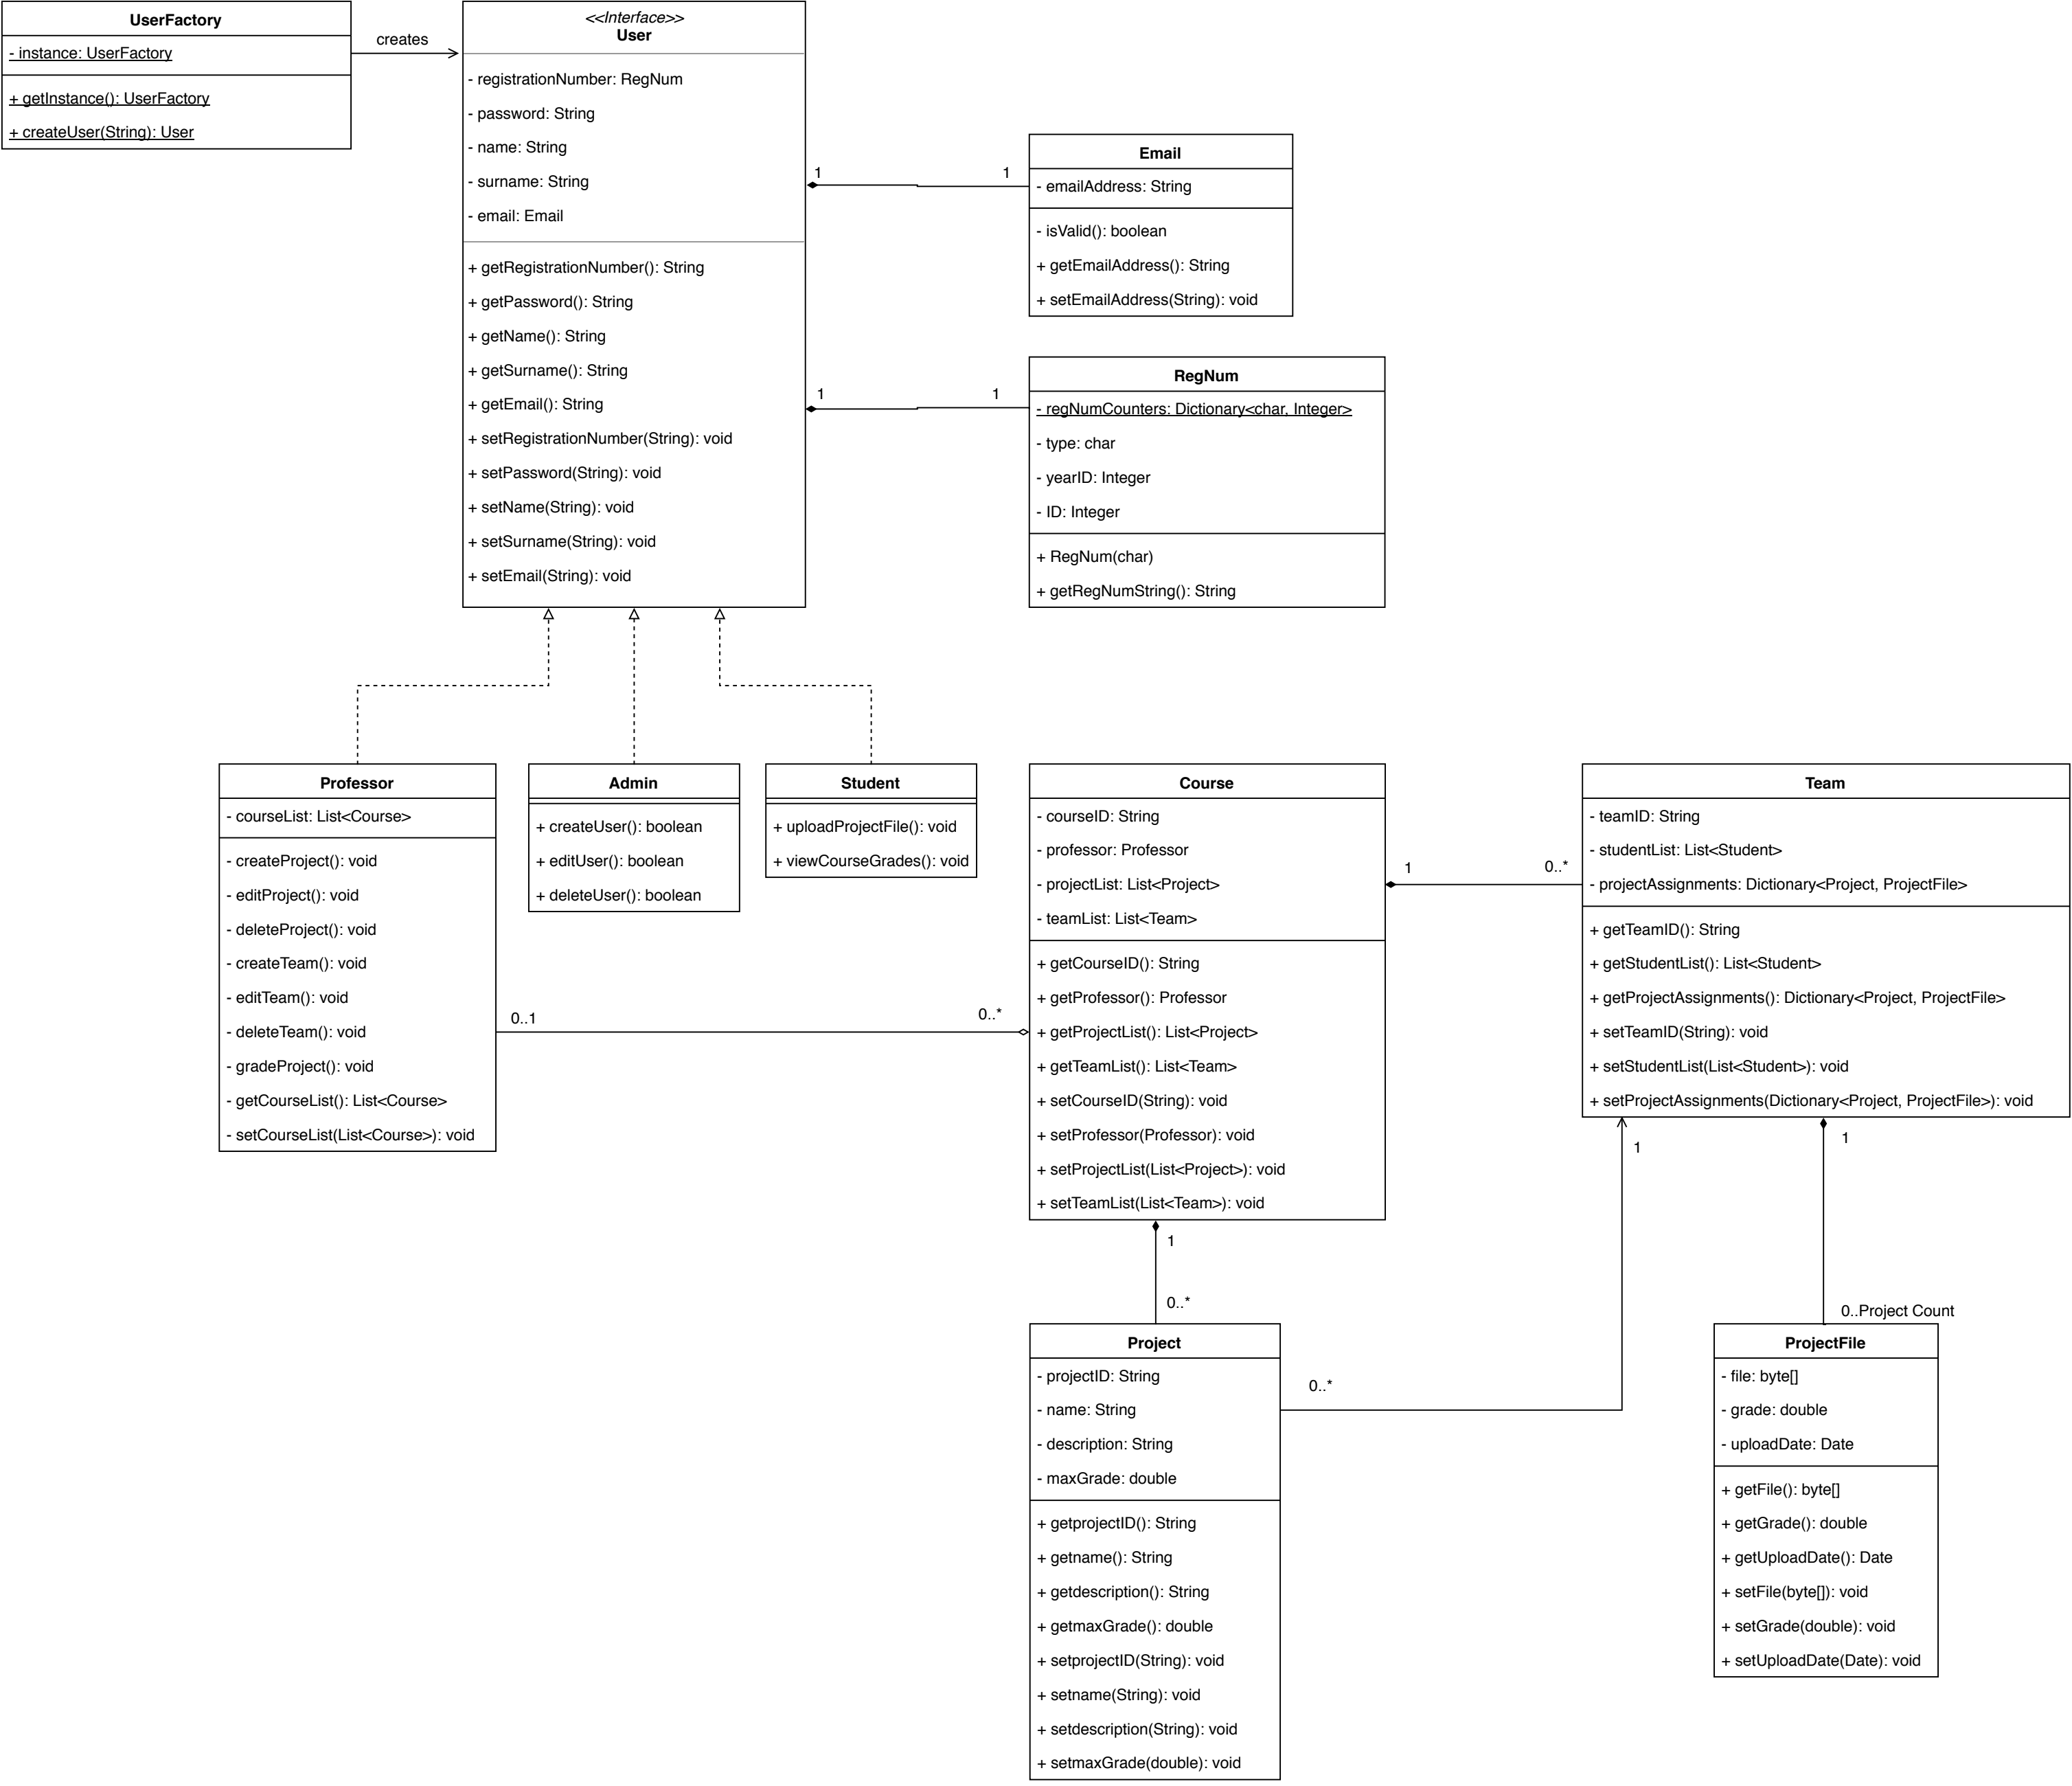 UserFactory
- instance: UserFactory
+ getInstance(): UserFactory
+ createUser(String): User
creates
<<Interface>>
User
- registrationNumber: RegNum
- password: String
- name: String
- surname: String
- email: Email
+ getRegistrationNumber(): String
+ getPassword(): String
+ getName(): String
+ getSurname(): String
+ getEmail(): String
+ setRegistrationNumber(String): void
+ setPassword(String): void
+ setName(String): void
+ setSurname(String): void
+ setEmail(String): void
1
1
Email
- emailAddress: String
- isValid(): boolean
+ getEmailAddress(): String
+ setEmailAddress(String): void
1
1
RegNum
- regNumCounters: Dictionary<char, Integer>
- type: char
- yearID: Integer
- ID: Integer
+ RegNum(char)
+ getRegNumString(): String
Professor
- courseList: List<Course>
- createProject(): void
- editProject(): void
- deleteProject(): void
- createTeam(): void
- editTeam(): void
- deleteTeam(): void
- gradeProject(): void
- getCourseList(): List<Course>
- setCourseList(List<Course>): void
Admin
+ createUser(): boolean
+ editUser(): boolean
+ deleteUser(): boolean
Student
+ uploadProjectFile(): void
+ viewCourseGrades(): void
0..1
0..*
Course
- courseID: String
- professor: Professor
- projectList: List<Project>
- teamList: List<Team>
+ getCourseID(): String
+ getProfessor(): Professor
+ getProjectList(): List<Project>
+ getTeamList(): List<Team>
+ setCourseID(String): void
+ setProfessor(Professor): void
+ setProjectList(List<Project>): void
+ setTeamList(List<Team>): void
1
0..*
Team
- teamID: String
- studentList: List<Student>
- projectAssignments: Dictionary<Project, ProjectFile>
+ getTeamID(): String
+ getStudentList(): List<Student>
+ getProjectAssignments(): Dictionary<Project, ProjectFile>
+ setTeamID(String): void
+ setStudentList(List<Student>): void
+ setProjectAssignments(Dictionary<Project, ProjectFile>): void
1
1
1
0..*
0..Project Count
Project
- projectID: String
- name: String
- description: String
- maxGrade: double
+ getprojectID(): String
+ getname(): String
+ getdescription(): String
+ getmaxGrade(): double
+ setprojectID(String): void
+ setname(String): void
+ setdescription(String): void
+ setmaxGrade(double): void
0..*
ProjectFile
- file: byte[]
- grade: double
- uploadDate: Date
+ getFile(): byte[]
+ getGrade(): double
+ getUploadDate(): Date
+ setFile(byte[]): void
+ setGrade(double): void
+ setUploadDate(Date): void